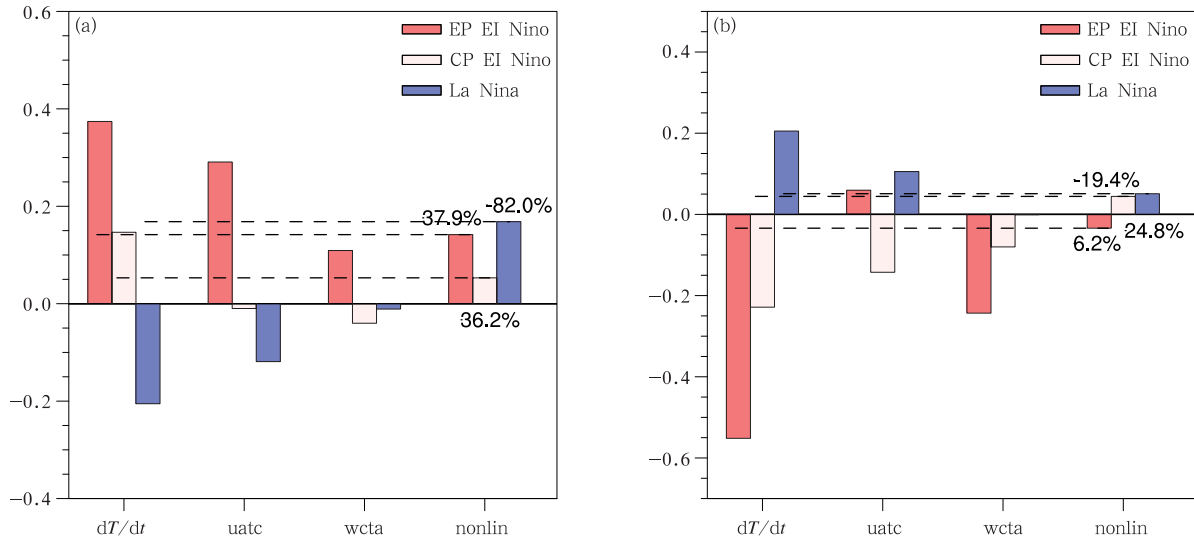 (a)
EP EI Nino
CP EI Nino
La Nina
0.6
0.4
0.2
0.0
−0.2
−0.4
37.9%
-82.0%
36.2%
dT/dt
uatc
wcta
nonlin
(b)
EP EI Nino
CP EI Nino
La Nina
0.4
0.2
0.0
−0.2
−0.4
−0.6
-19.4%
6.2%
24.8%
dT/dt
uatc
wcta
nonlin